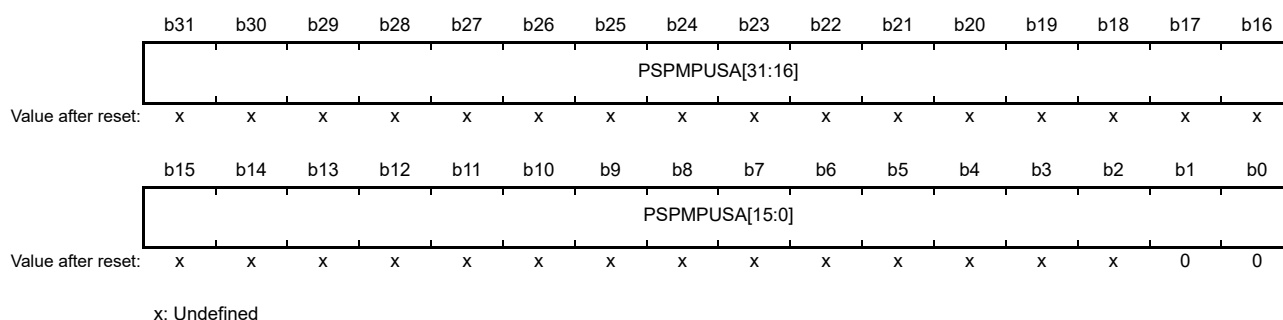 b31 b30 b29 b28 b27 b26 b25 b24 b23 b22 b21 b20 b19 b18 b17 b16
PSPMPUSA[31:16]
Value after reset: x x x x x x x x x x x x x x x x
b15 b14 b13 b12 b11 b10 b9 b8 b7 b6 b5 b4 b3 b2 b1 b0
PSPMPUSA[15:0]
Value after reset: x x x x x x x x x x x x x x 0 0
x: Undefined